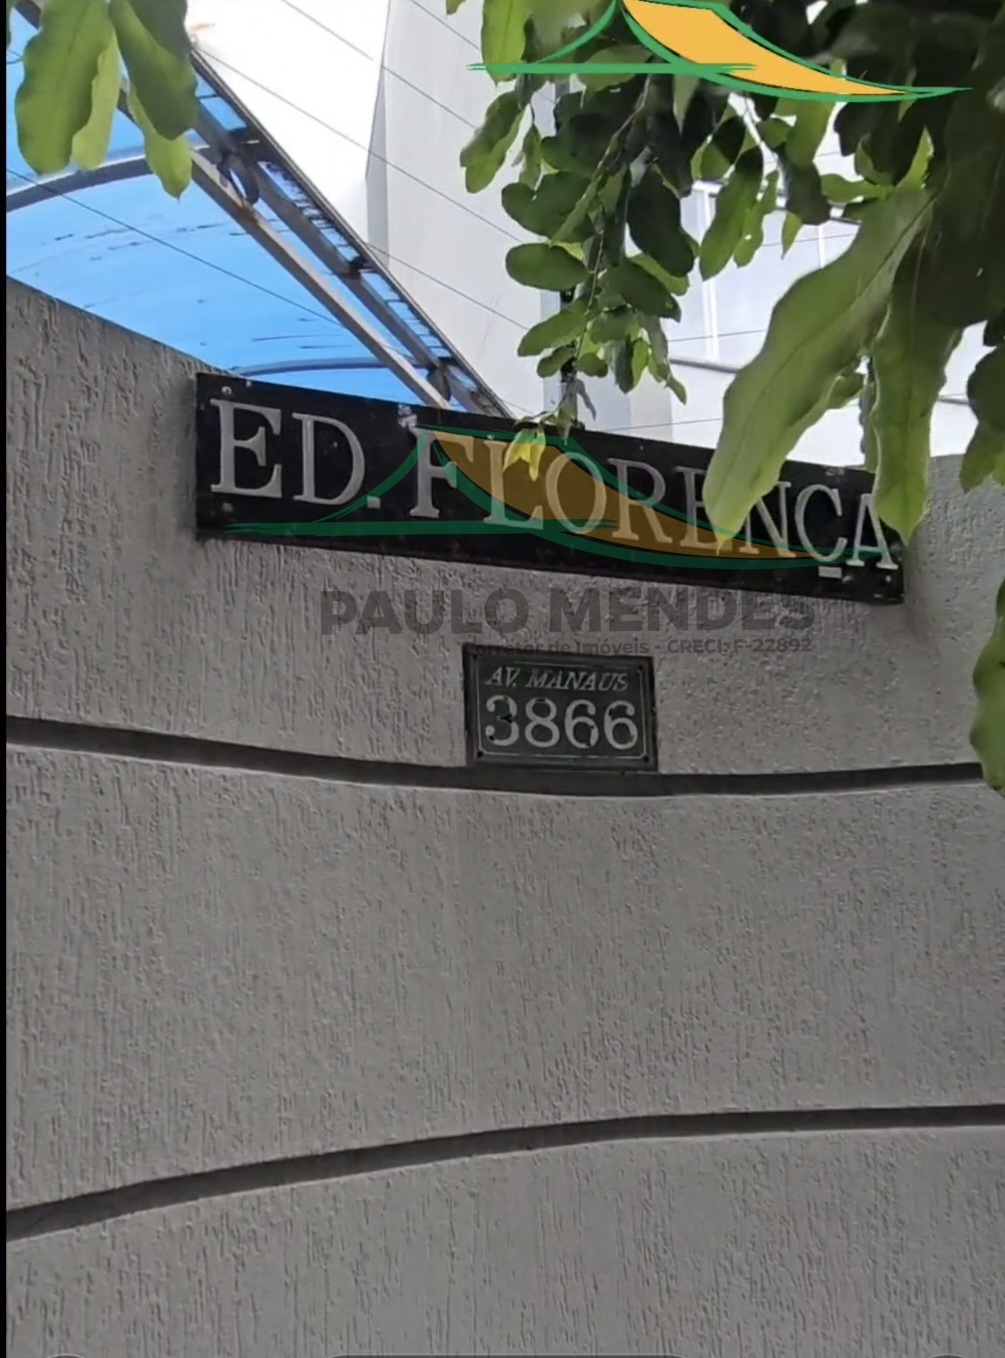 ED. FLORENÇA
PAULO MENDES
Corretor de Imóveis - CRECI: F-22892
AV. MANAUS
3866